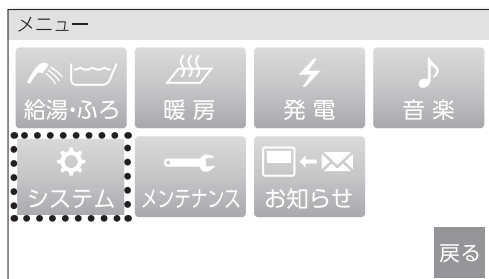 メニュー
給湯・ふろ
暖房
発電
音楽
システム
メンテナンス
お知らせ
戻る